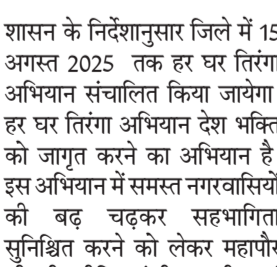 शासन के निर्देशानुसार जिले में 15
अगस्त 2025 तक हर घर तिरंगा
अभियान संचालित किया जायेगा
हर घर तिरंगा अभियान देश भक्ति
को जागृत करने का अभियान है
इस अभियान में समस्त नगरवासियों
की बढ़ चढ़कर सहभागिता
सुनिश्चित करने को लेकर महापौर